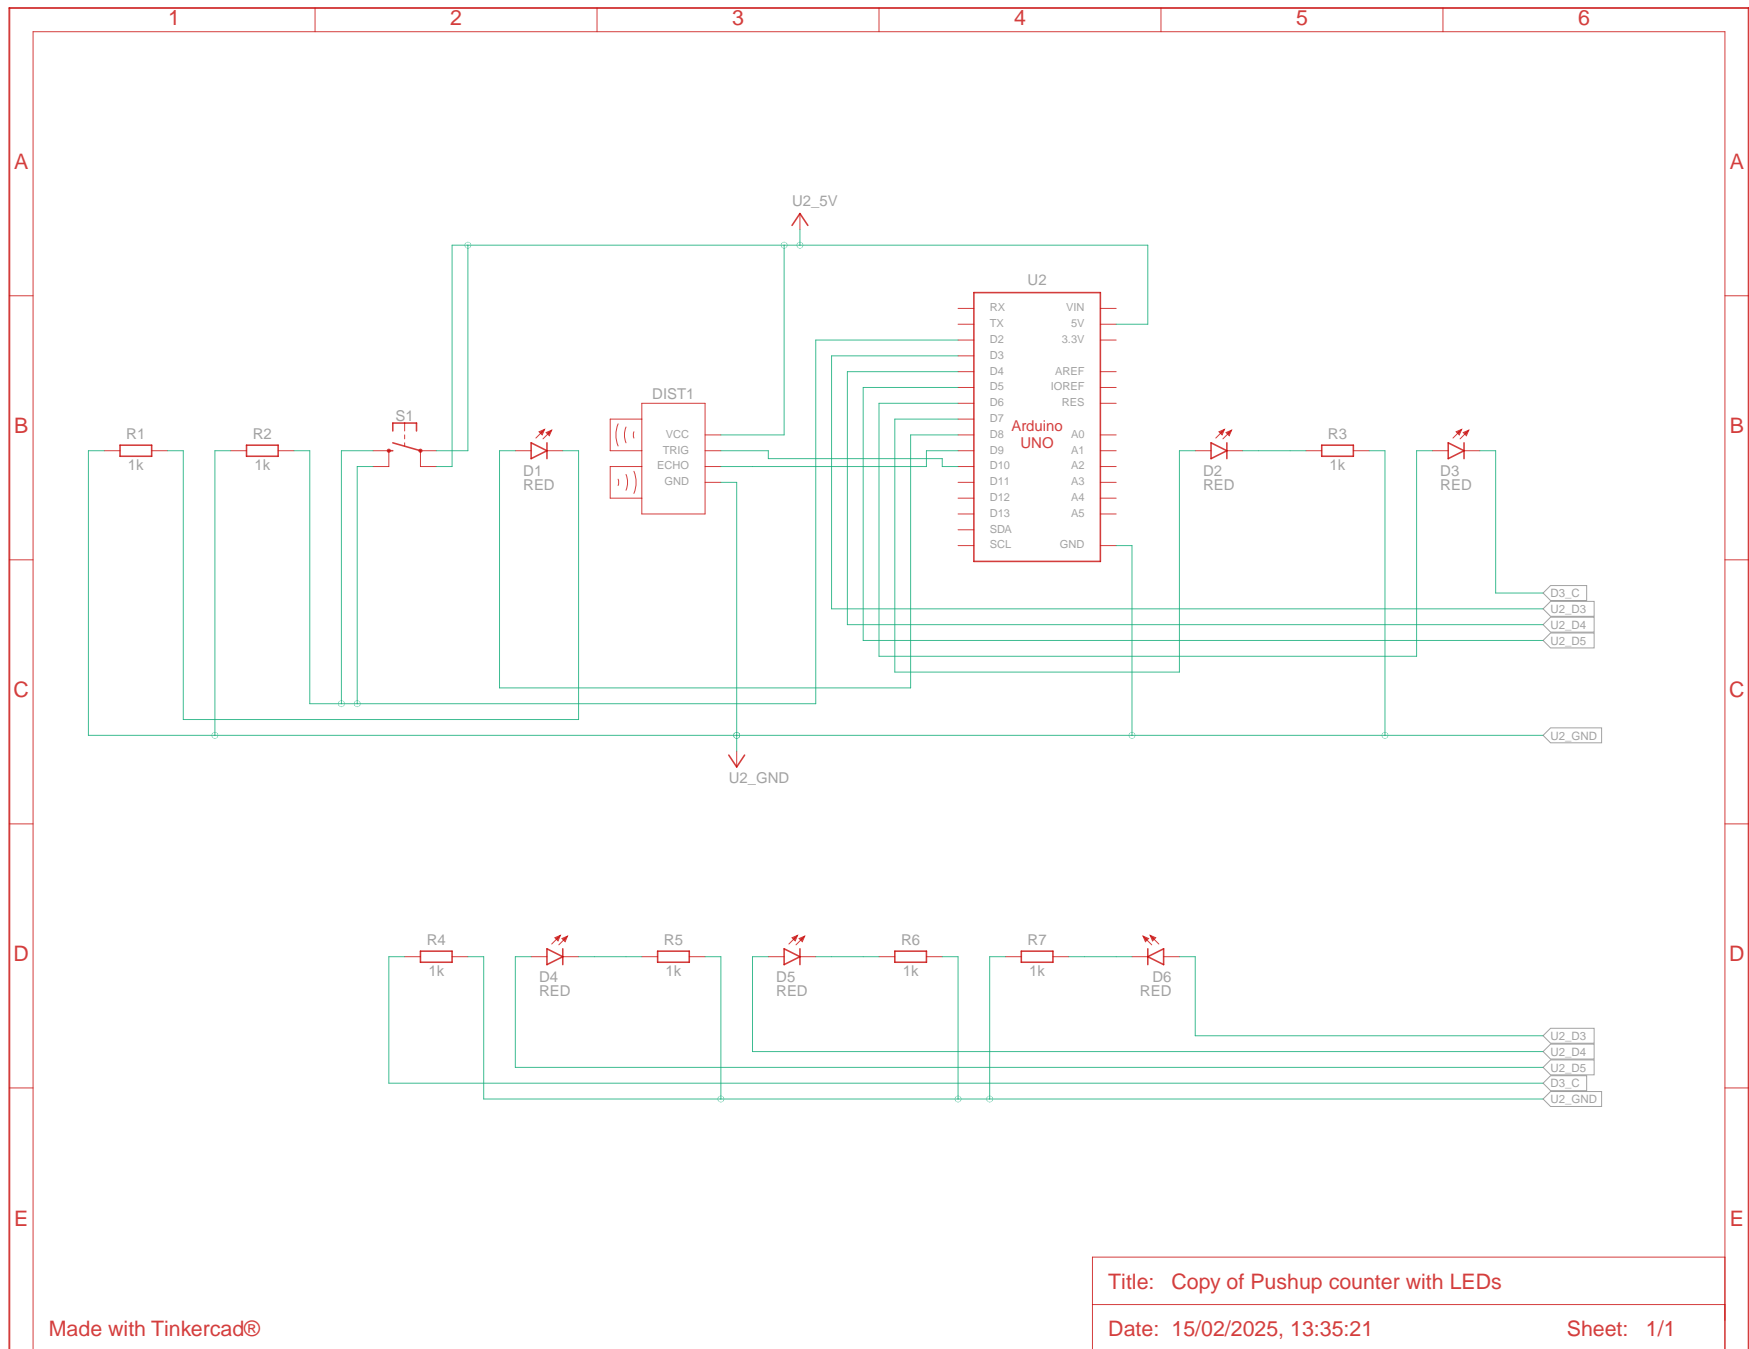 1 2 3 4 5 6
A A
U2_5V
U2
RX VIN
TX 5V
D2 3.3V
D3
D4 AREF
D5 IOREF
D6 RES
D7
D8 A0
D9 A1
D10 A2
D11 A3
D12 A4
D13 A5
SDA
SCL GND
Arduino
UNO
DIST1
VCC
TRIG
ECHO
GND
B B
R1
1k
R2
1k
S1
D1
RED
D2
RED
R3
1k
D3
RED
D3_C
U2_D3
U2_D4
U2_D5
C C
U2_GND
U2_GND
D D
R4
1k
D4
RED
R5
1k
D5
RED
R6
1k
R7
1k
D6
RED
U2_D3
U2_D4
U2_D5
D3_C
U2_GND
E E
Title: Copy of Pushup counter with LEDs
Made with Tinkercad®
Date: 15/02/2025, 13:35:21 Sheet: 1/1